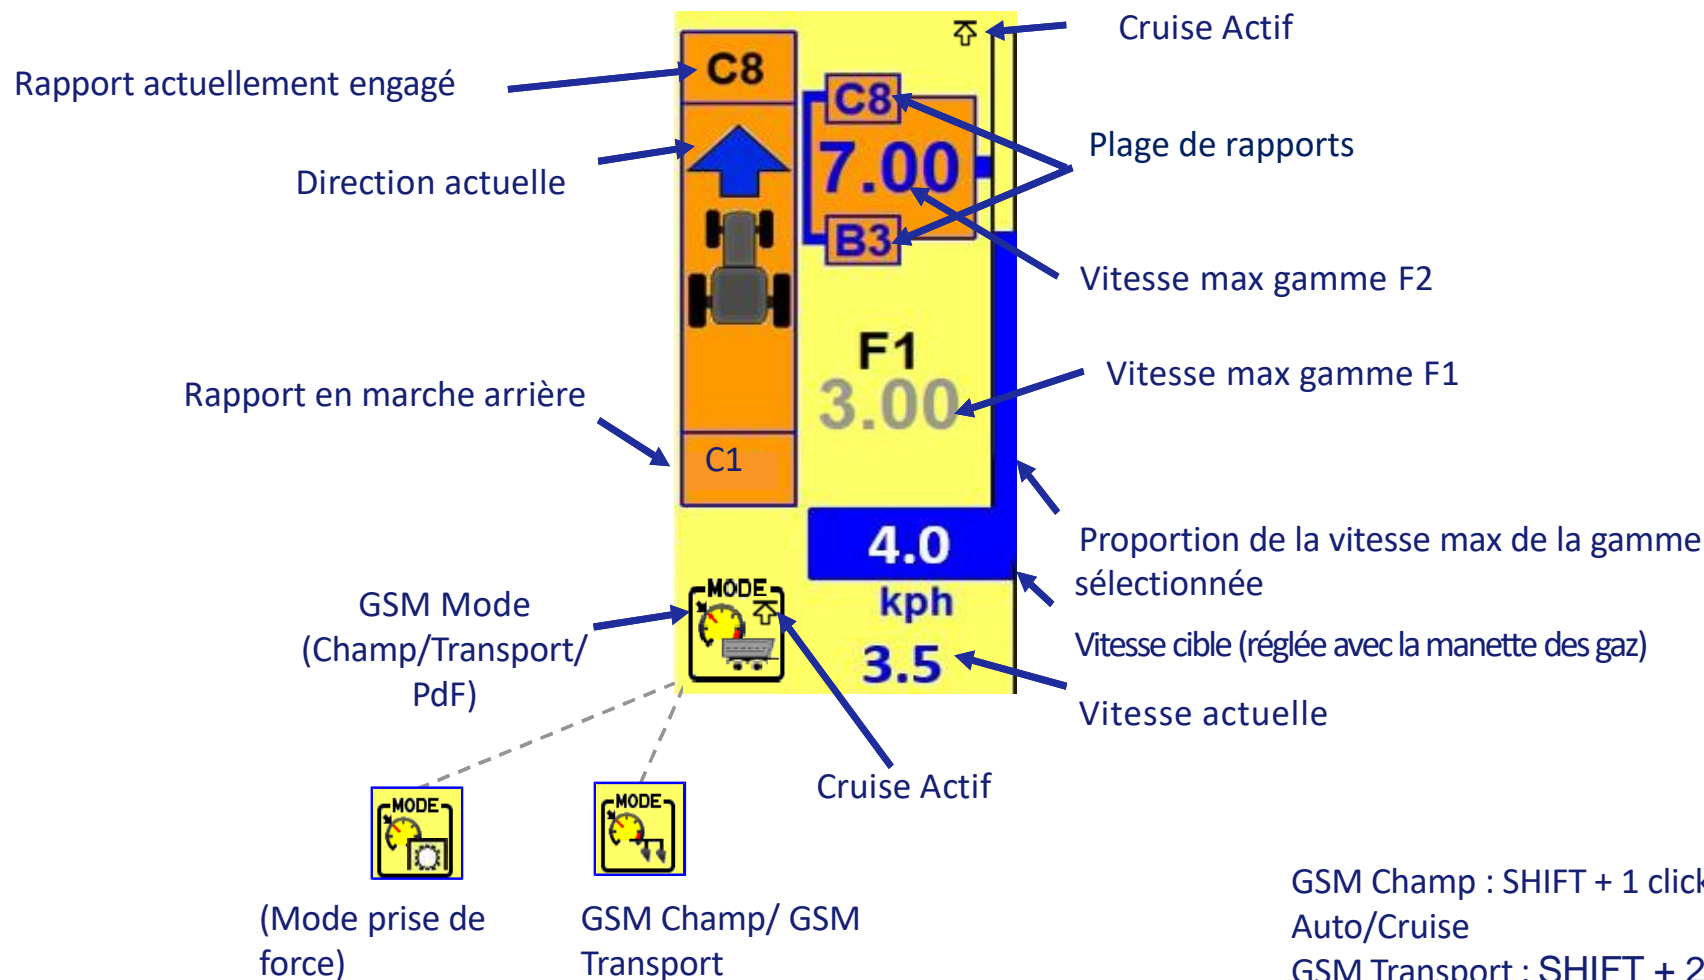 Cruise Actif
Rapport actuellement engagé
C8
C8
Plage de rapports
7.00
Direction actuelle
B3
Vitesse max gamme F2
F1
Vitesse max gamme F1
3.00
Rapport en marche arrière
C1
4.0
Proportion de la vitesse max de la gamme
sélectionnée
kph
MODE
GSM Mode
(Champ/Transport/
PdF)
Vitesse cible (réglée avec la manette des gaz)
3.5
Vitesse actuelle
Cruise Actif
MODE
MODE
(Mode prise de
force)
GSM Champ/ GSM
Transport
GSM Champ : SHIFT + 1 click
Auto/Cruise
GSM Transport : SHIFT + 2